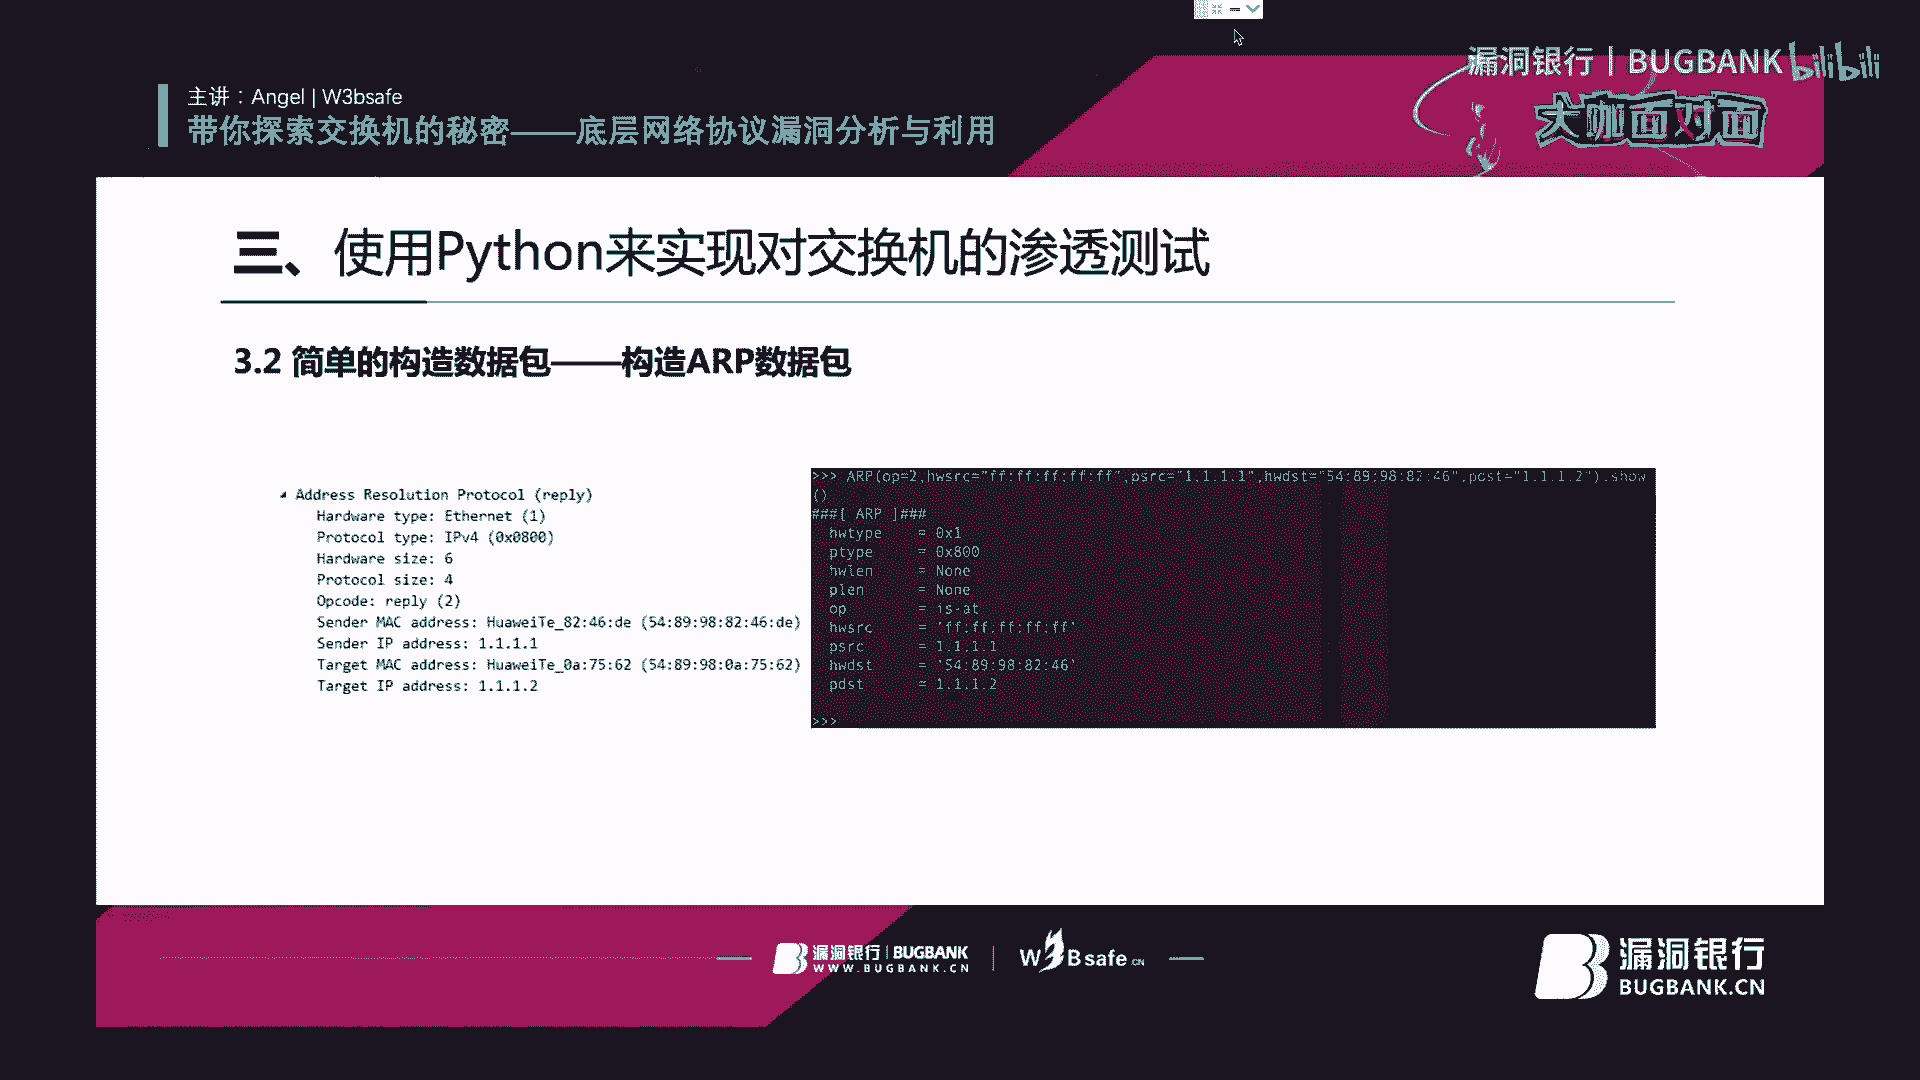 漏洞银行 | BUGBANK bilibili
大咖面对面
主讲：Angel | W3bsafe
带你探索交换机的秘密——底层网络协议漏洞分析与利用
三、使用Python来实现对交换机的渗透测试
3.2 简单的构造数据包——构造ARP数据包
Address Resolution Protocol (reply)
Hardware type: Ethernet (1)
Protocol type: IPv4 (0x0800)
Hardware size: 6
Protocol size: 4
Opcode: reply (2)
Sender MAC address: HuaweiTe_82:46:de (54:89:98:82:46:de)
Sender IP address: 1.1.1.1
Target MAC address: HuaweiTe_0a:75:62 (54:89:98:0a:75:62)
Target IP address: 1.1.1.2
>>> ARP(op=2,hwsrc="ff:ff:ff:ff:ff",psrc="1.1.1.1",hwdst="54:89:98:82:46",pdst="1.1.1.2").show
()
###[ ARP ]###
hwtype = 0x1
ptype = 0x800
hwlen = None
plen = None
op = is-at
hwsrc = 'ff:ff:ff:ff:ff'
psrc = 1.1.1.1
hwdst = '54:89:98:82:46'
pdst = 1.1.1.2
>>>
漏洞银行 | BUGBANK
WWW.BUGBANK.CN
W3Bsafe.CN
漏洞银行
BUGBANK.CN